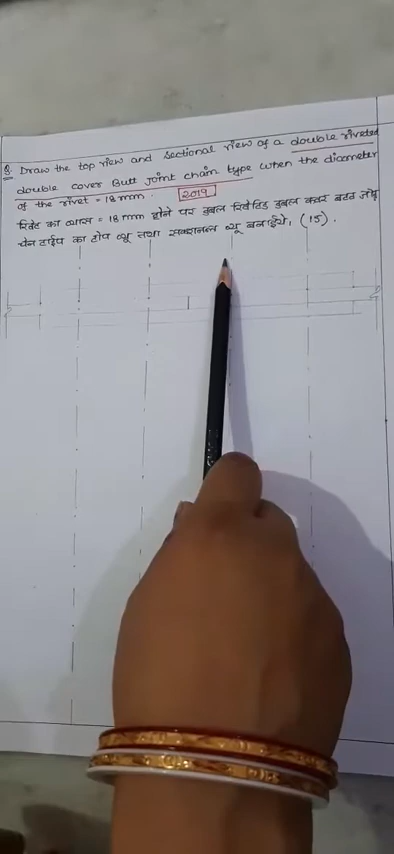 Q. Draw the top view and sectional view of a double riveted
double cover Butt joint chain type when the diameter
of the rivet = 18 mm. 2019
रिवेट का व्यास = 18 mm होने पर डबल रिवेटिड डबल कवर बटट जोड़
चेन टाईप का टोप व्यू तथा सैक्शनल व्यू बनाईये। (15).